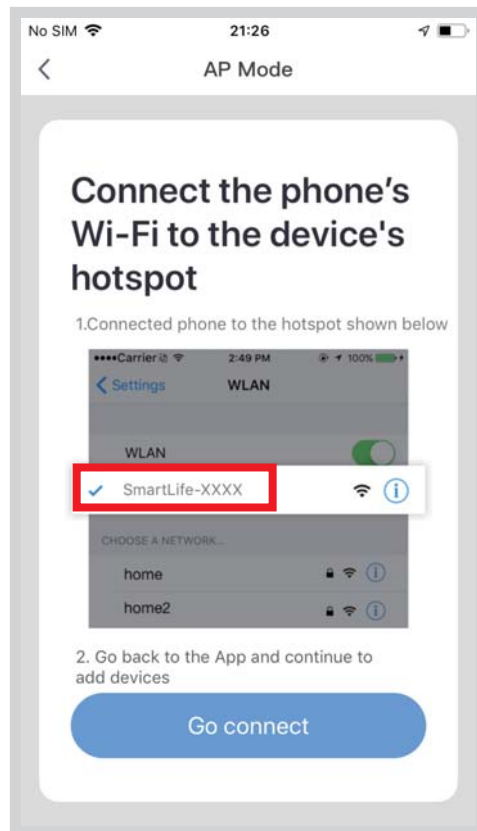 No SIM 21:26
AP Mode
Connect the phone's
Wi-Fi to the device's
hotspot
1.Connected phone to the hotspot shown below
••••Carrier 2:49 PM 100%
Settings WLAN
WLAN
SmartLife-XXXX
CHOOSE A NETWORK...
home
home2
2. Go back to the App and continue to
add devices
Go connect